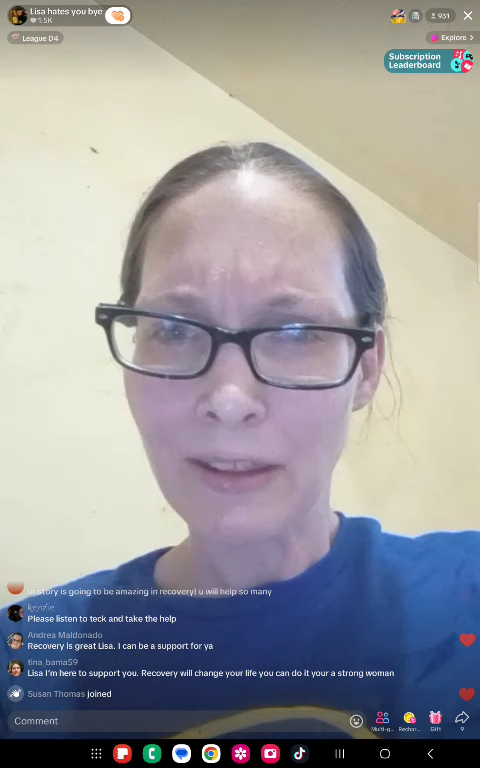 Lisa hates you bye
1.5K
931
League D4
Explore >
Subscription
Leaderboard
ur.story is going to be amazing in recovery! u will help so many
kenzie
Please listen to teck and take the help
Andrea Maldonado
Recovery is great Lisa. I can be a support for ya
tina_bama59
Lisa I'm here to support you. Recovery will change your life you can do it your a strong woman
Susan Thomas joined
Comment
Multi-g...
Rechar...
Gift
9